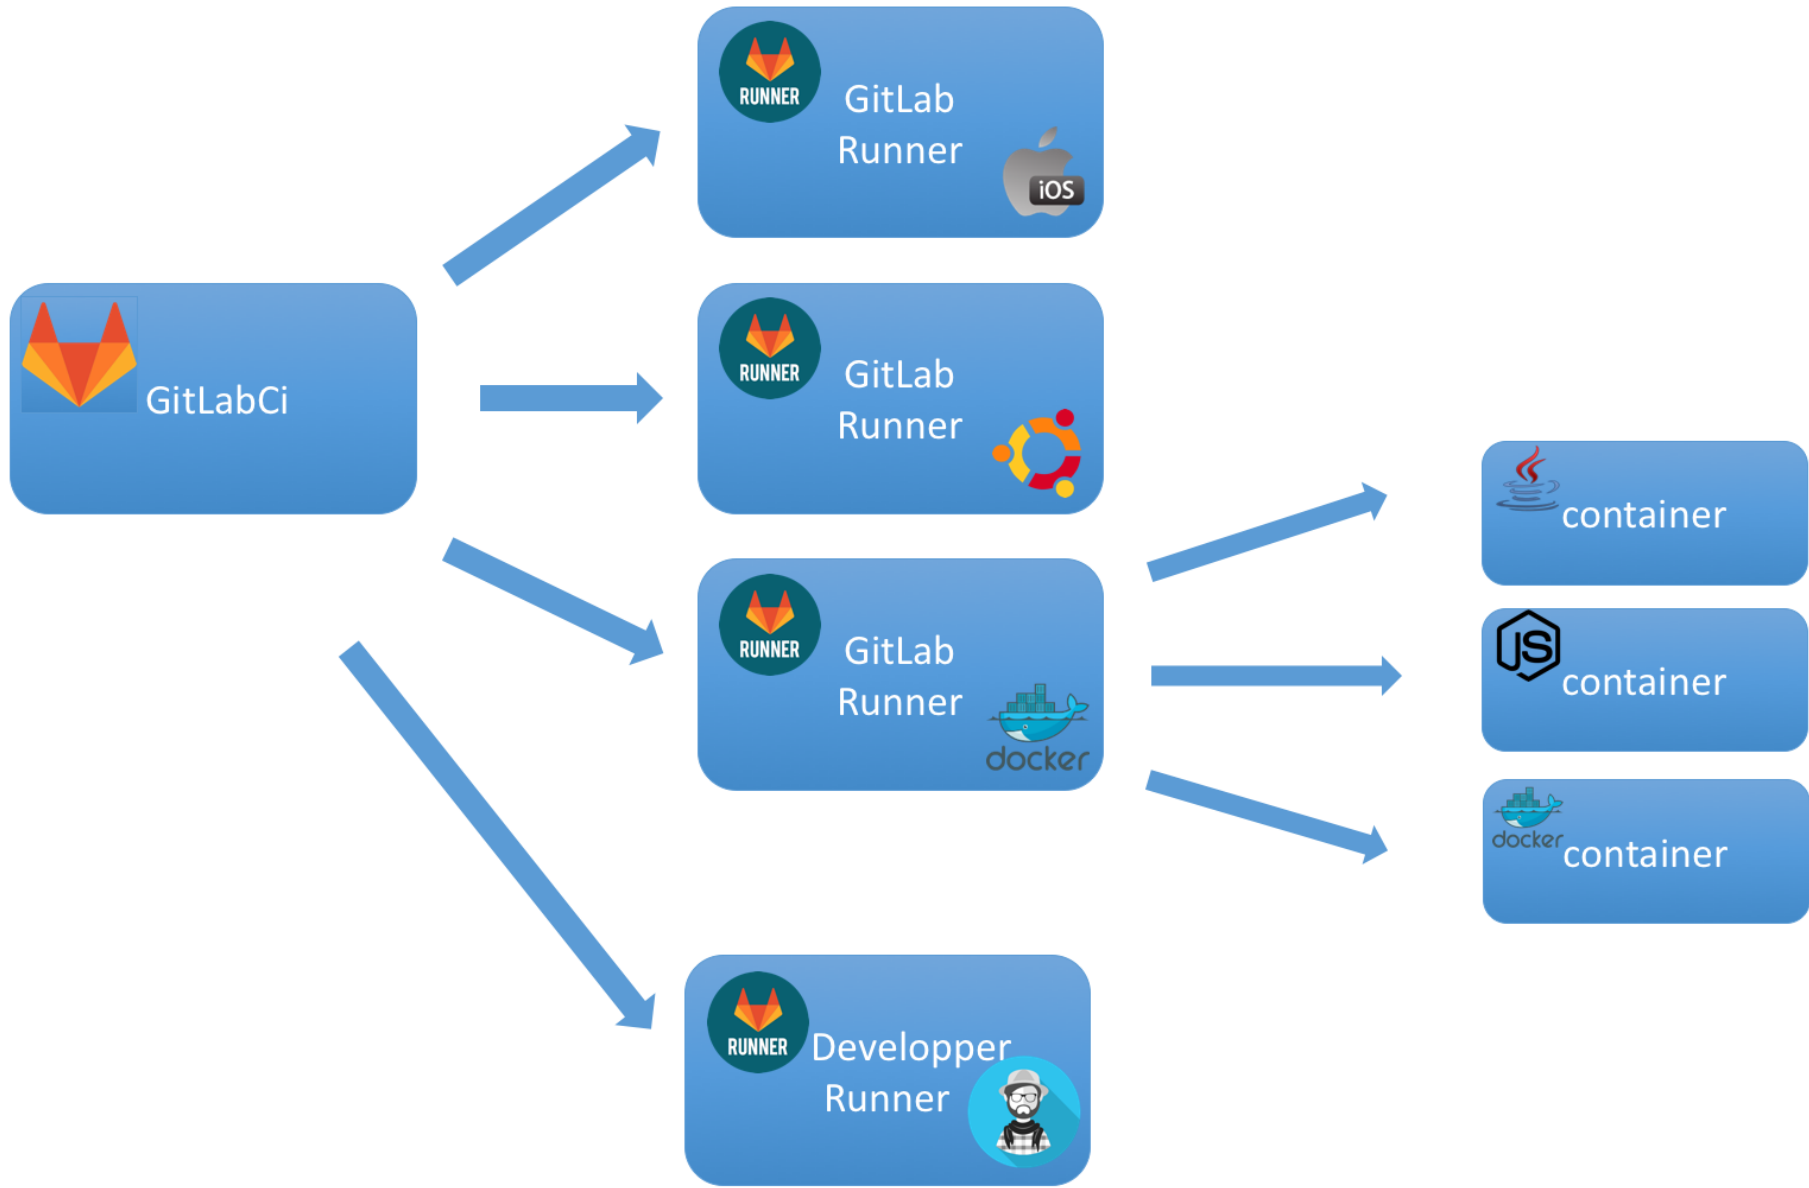 RUNNER
GitLab
Runner
iOS
GitLabCi
RUNNER
GitLab
Runner
RUNNER
GitLab
Runner
docker
JS
container
container
docker
container
RUNNER
Developper
Runner